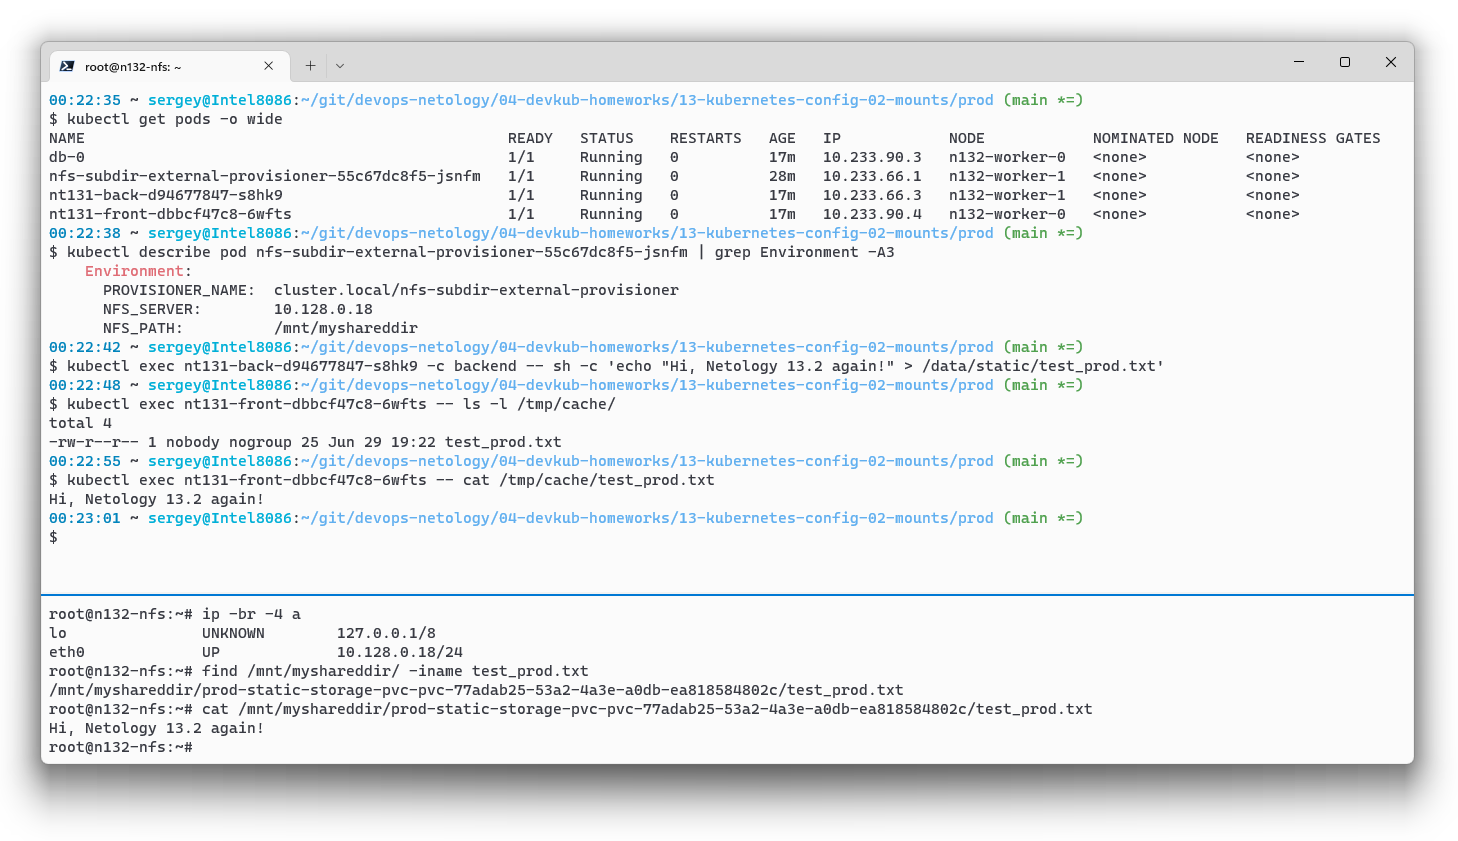 root@n132-nfs: ~
00:22:35 ~ sergey@Intel8086:~/git/devops-netology/04-devkub-homeworks/13-kubernetes-config-02-mounts/prod (main *=)
$ kubectl get pods -o wide
NAME                                               READY   STATUS    RESTARTS   AGE   IP            NODE            NOMINATED NODE   READINESS GATES
db-0                                               1/1     Running   0          17m   10.233.90.3   n132-worker-0   <none>           <none>
nfs-subdir-external-provisioner-55c67dc8f5-jsnfm   1/1     Running   0          28m   10.233.66.1   n132-worker-1   <none>           <none>
nt131-back-d94677847-s8hk9                         1/1     Running   0          17m   10.233.66.3   n132-worker-1   <none>           <none>
nt131-front-dbbcf47c8-6wfts                        1/1     Running   0          17m   10.233.90.4   n132-worker-0   <none>           <none>
00:22:38 ~ sergey@Intel8086:~/git/devops-netology/04-devkub-homeworks/13-kubernetes-config-02-mounts/prod (main *=)
$ kubectl describe pod nfs-subdir-external-provisioner-55c67dc8f5-jsnfm | grep Environment -A3
    Environment:
      PROVISIONER_NAME:  cluster.local/nfs-subdir-external-provisioner
      NFS_SERVER:        10.128.0.18
      NFS_PATH:          /mnt/myshareddir
00:22:42 ~ sergey@Intel8086:~/git/devops-netology/04-devkub-homeworks/13-kubernetes-config-02-mounts/prod (main *=)
$ kubectl exec nt131-back-d94677847-s8hk9 -c backend -- sh -c 'echo "Hi, Netology 13.2 again!" > /data/static/test_prod.txt'
00:22:48 ~ sergey@Intel8086:~/git/devops-netology/04-devkub-homeworks/13-kubernetes-config-02-mounts/prod (main *=)
$ kubectl exec nt131-front-dbbcf47c8-6wfts -- ls -l /tmp/cache/
total 4
-rw-r--r-- 1 nobody nogroup 25 Jun 29 19:22 test_prod.txt
00:22:55 ~ sergey@Intel8086:~/git/devops-netology/04-devkub-homeworks/13-kubernetes-config-02-mounts/prod (main *=)
$ kubectl exec nt131-front-dbbcf47c8-6wfts -- cat /tmp/cache/test_prod.txt
Hi, Netology 13.2 again!
00:23:01 ~ sergey@Intel8086:~/git/devops-netology/04-devkub-homeworks/13-kubernetes-config-02-mounts/prod (main *=)
$
root@n132-nfs:~# ip -br -4 a
lo               UNKNOWN        127.0.0.1/8
eth0             UP             10.128.0.18/24
root@n132-nfs:~# find /mnt/myshareddir/ -iname test_prod.txt
/mnt/myshareddir/prod-static-storage-pvc-pvc-77adab25-53a2-4a3e-a0db-ea818584802c/test_prod.txt
root@n132-nfs:~# cat /mnt/myshareddir/prod-static-storage-pvc-pvc-77adab25-53a2-4a3e-a0db-ea818584802c/test_prod.txt
Hi, Netology 13.2 again!
root@n132-nfs:~#